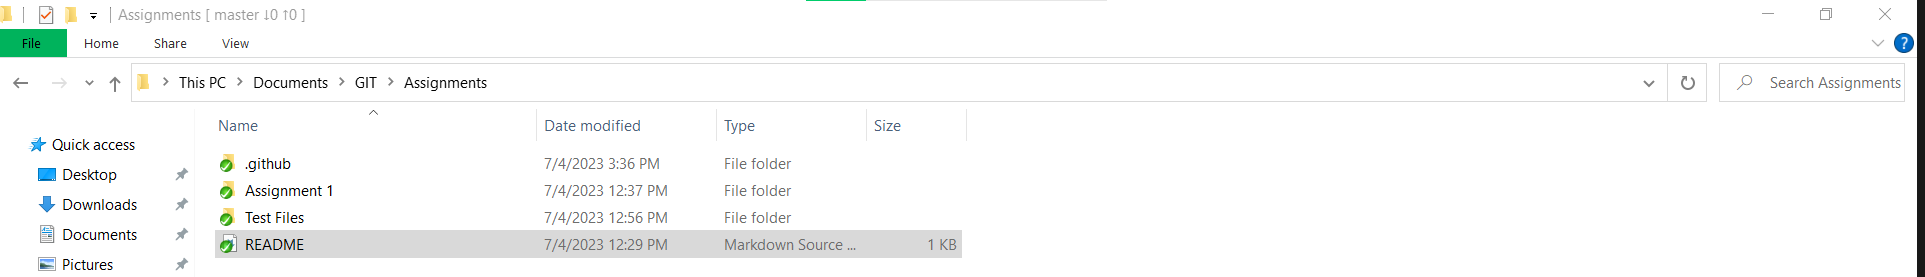 Assignments [ master ↓0 ↑0 ]
File Home Share View
This PC > Documents > GIT > Assignments
Search Assignments
Name Date modified Type Size
Quick access
Desktop
Downloads
Documents
Pictures
.github 7/4/2023 3:36 PM File folder
Assignment 1 7/4/2023 12:37 PM File folder
Test Files 7/4/2023 12:56 PM File folder
README 7/4/2023 12:29 PM Markdown Source ... 1 KB